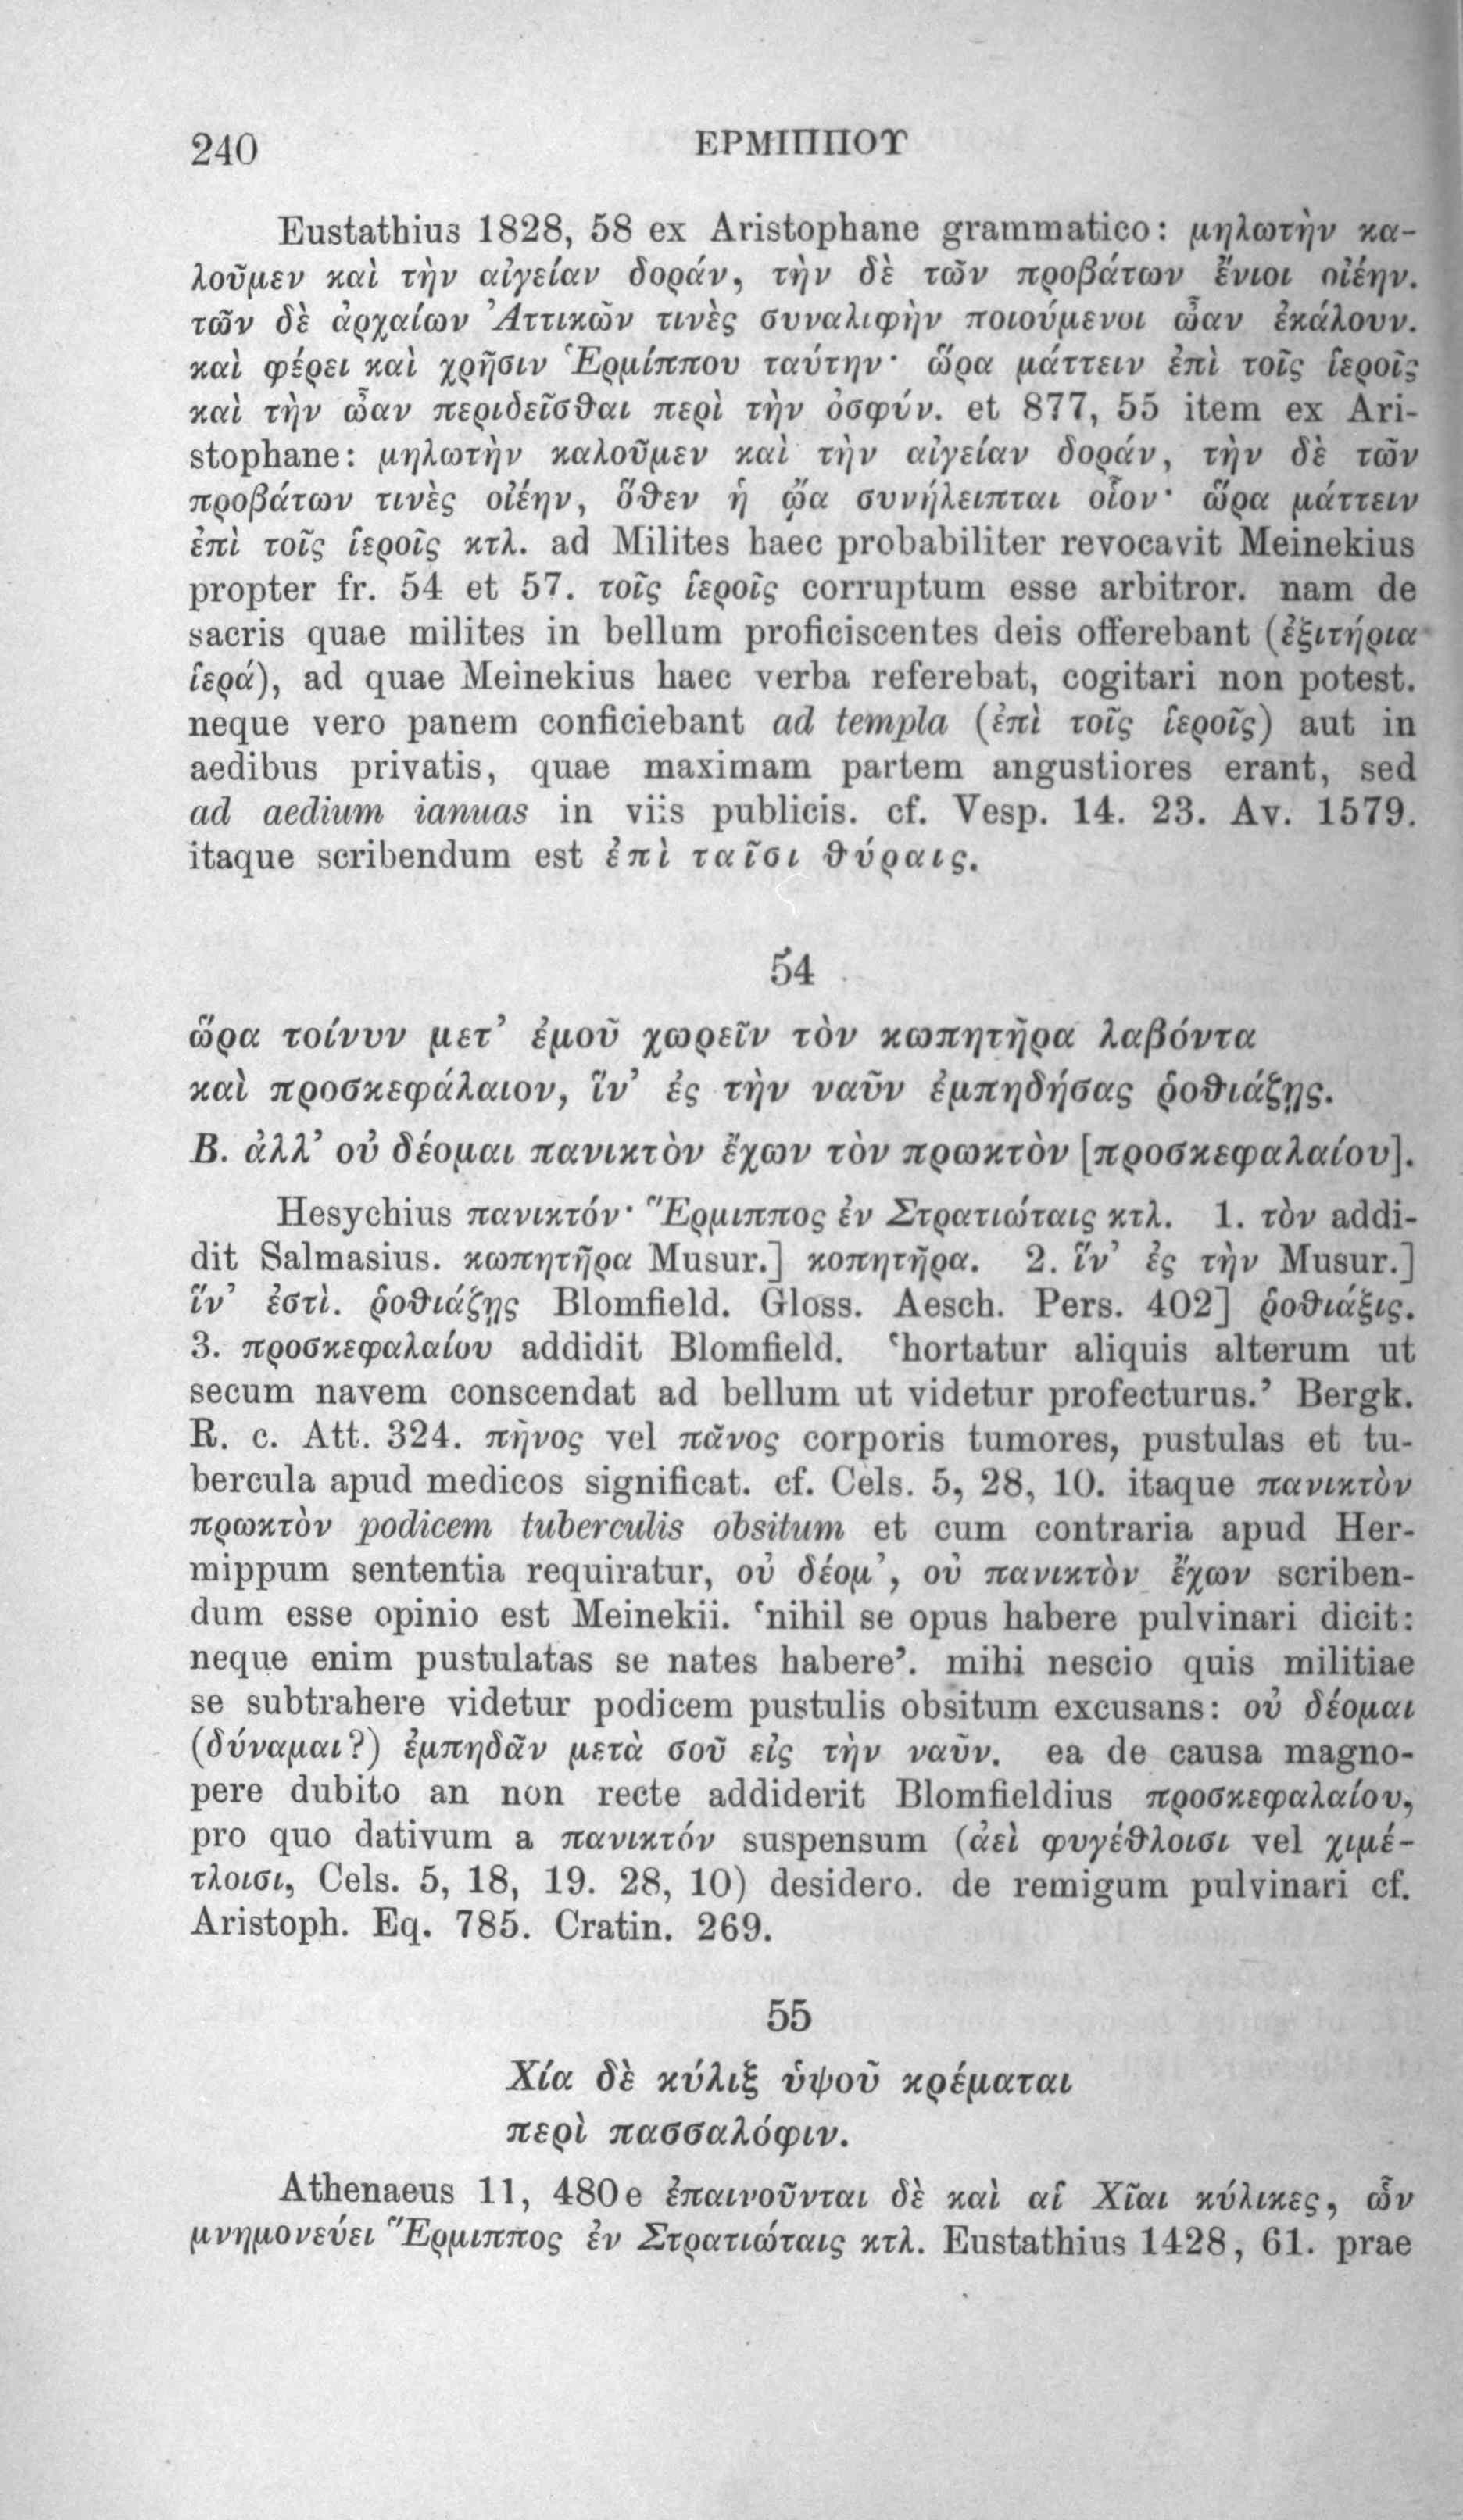 240 ΕΡΜΙΠΠΟΥ
Eustathius 1828, 58 ex Aristophane grammatico: μηλωτὴν κα-
λοῦμεν καὶ τὴν αἰγείαν δοράν, τὴν δὲ τῶν προβάτων ἔνιοι οἰέην.
τῶν δὲ ἀρχαίων Ἀττικῶν τινὲς συναλιφὴν ποιούμενοι ὦαν ἐκάλουν.
καὶ φέρει καὶ χρῆσιν Ἑρμίππου ταύτην· ὥρα μάττειν ἐπὶ τοῖς ἱεροῖς
καὶ τὴν ὦαν περιδεῖσθαι περὶ τὴν ὀσφύν. et 877, 55 item ex Ari-
stophane: μηλωτὴν καλοῦμεν καὶ τὴν αἰγείαν δοράν, τὴν δὲ τῶν
προβάτων τινὲς οἰέην, ὅθεν ἡ ᾤα συνήλειπται οἷον· ὥρα μάττειν
ἐπὶ τοῖς ἱεροῖς κτλ. ad Milites haec probabiliter revocavit Meinekius
propter fr. 54 et 57. τοῖς ἱεροῖς corruptum esse arbitror. nam de
sacris quae milites in bellum proficiscentes deis offerebant (ἐξιτήρια
ἱερά), ad quae Meinekius haec verba referebat, cogitari non potest.
neque vero panem conficiebant ad templa (ἐπὶ τοῖς ἱεροῖς) aut in
aedibus privatis, quae maximam partem angustiores erant, sed
ad aedium ianuas in viis publicis. cf. Vesp. 14. 23. Av. 1579.
itaque scribendum est ἐπὶ ταῖσι θύραις.
54
ὥρα τοίνυν μετ’ ἐμοῦ χωρεῖν τὸν κωπητῆρα λαβόντα
καὶ προσκεφάλαιον, ἵν’ ἐς τὴν ναῦν ἐμπηδήσας ῥοθιάζῃς.
Β. ἀλλ’ οὐ δέομαι πανικτὸν ἔχων τὸν πρωκτὸν [προσκεφαλαίου].
Hesychius πανικτόν· Ἕρμιππος ἐν Στρατιώταις κτλ. 1. τὸν addi-
dit Salmasius. κωπητῆρα Musur.] κοπητῆρα. 2. ἵν’ ἐς τὴν Musur.]
ἵν’ ἐστὶ. ῥοθιάζῃς Blomfield. Gloss. Aesch. Pers. 402] ῥοθιάξις.
3. προσκεφαλαίου addidit Blomfield. ‘hortatur aliquis alterum ut
secum navem conscendat ad bellum ut videtur profecturus.’ Bergk.
R. c. Att. 324. πῆνος vel πᾶνος corporis tumores, pustulas et tu-
bercula apud medicos significat. cf. Cels. 5, 28, 10. itaque πανικτὸν
πρωκτὸν podicem tuberculis obsitum et cum contraria apud Her-
mippum sententia requiratur, οὐ δέομ’, οὐ πανικτὸν ἔχων scriben-
dum esse opinio est Meinekii. ‘nihil se opus habere pulvinari dicit:
neque enim pustulatas se nates habere’. mihi nescio quis militiae
se subtrahere videtur podicem pustulis obsitum excusans: οὐ δέομαι
(δύναμαι?) ἐμπηδᾶν μετὰ σοῦ εἰς τὴν ναῦν. ea de causa magno-
pere dubito an non recte addiderit Blomfieldius προσκεφαλαίου,
pro quo dativum a πανικτόν suspensum (ἀεὶ φυγέθλοισι vel χιμέ-
τλοισι, Cels. 5, 18, 19. 28, 10) desidero. de remigum pulvinari cf.
Aristoph. Eq. 785. Cratin. 269.
55
Χία δὲ κύλιξ ὑψοῦ κρέμαται
περὶ πασσαλόφιν.
Athenaeus 11, 480e ἐπαινοῦνται δὲ καὶ αἱ Χῖαι κύλικες, ὧν
μνημονεύει Ἕρμιππος ἐν Στρατιώταις κτλ. Eustathius 1428, 61. prae